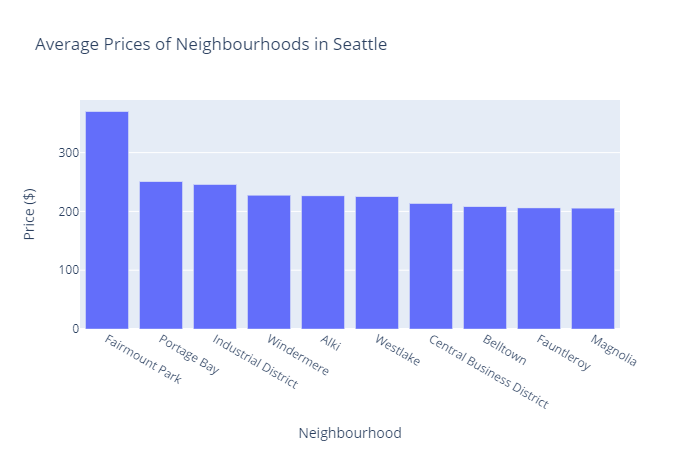 Average Prices of Neighbourhoods in Seattle
Price ($)
300
200
100
0
Fairmount Park
Portage Bay
Industrial District
Windermere
Alki
Westlake
Central Business District
Belltown
Fauntleroy
Magnolia
Neighbourhood